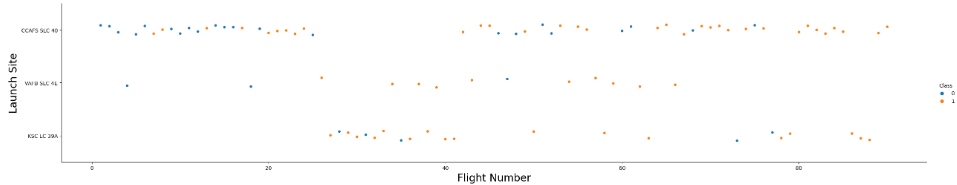 CCAFS SLC 40
VAFB SLC 4E
KSC LC 39A
Launch Site
0
20
40
60
80
Flight Number
Class
0
1